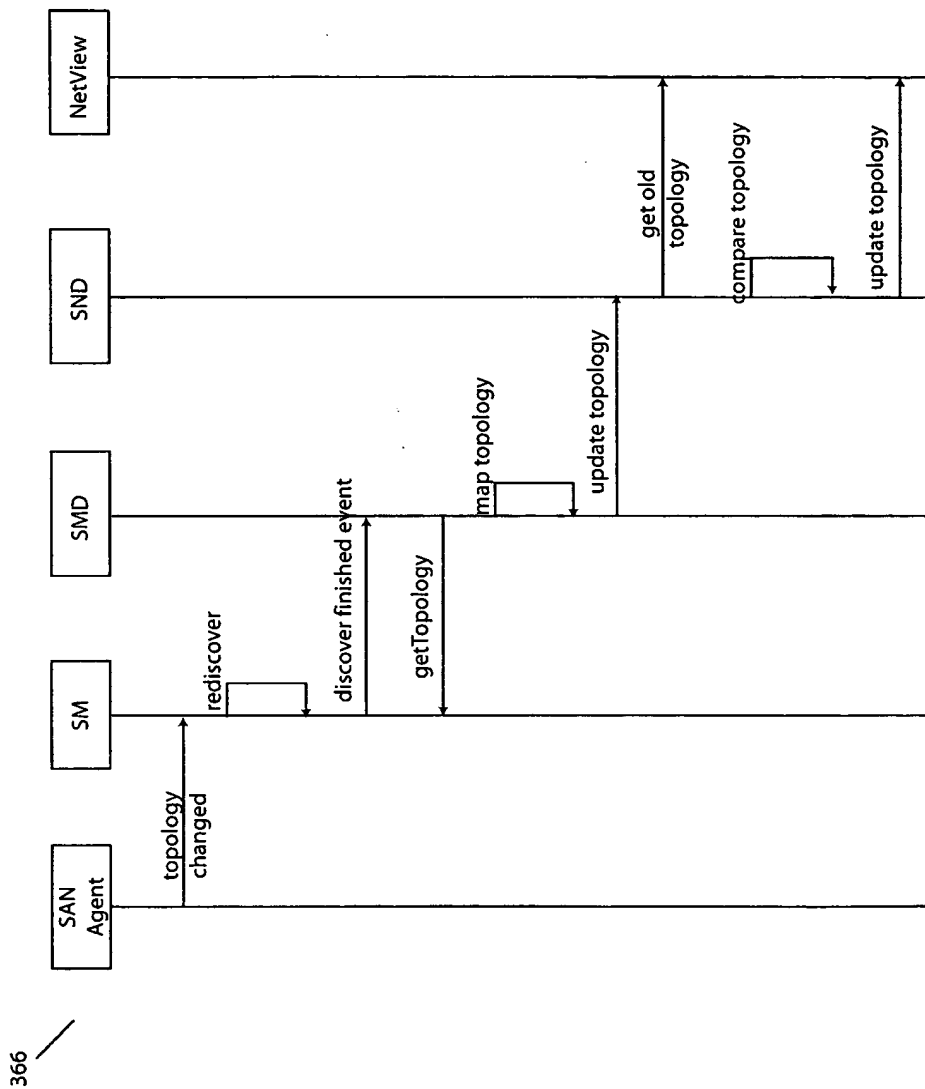 366
SAN
Agent
SM
SMD
SND
NetView
topology
changed
rediscover
discover finished event
getTopology
map topology
update topology
get old
topology
compare topology
update topology